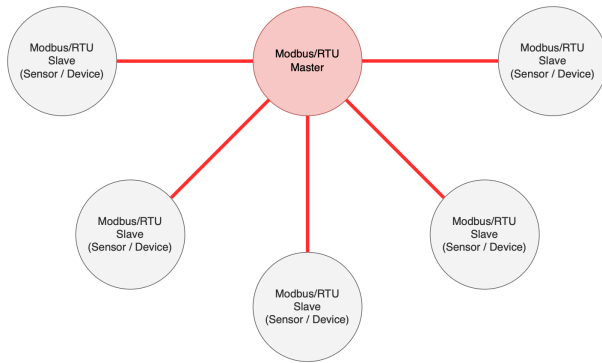 Modbus/RTU
Slave
(Sensor / Device)
Modbus/RTU
Master
Modbus/RTU
Slave
(Sensor / Device)
Modbus/RTU
Slave
(Sensor / Device)
Modbus/RTU
Slave
(Sensor / Device)
Modbus/RTU
Slave
(Sensor / Device)